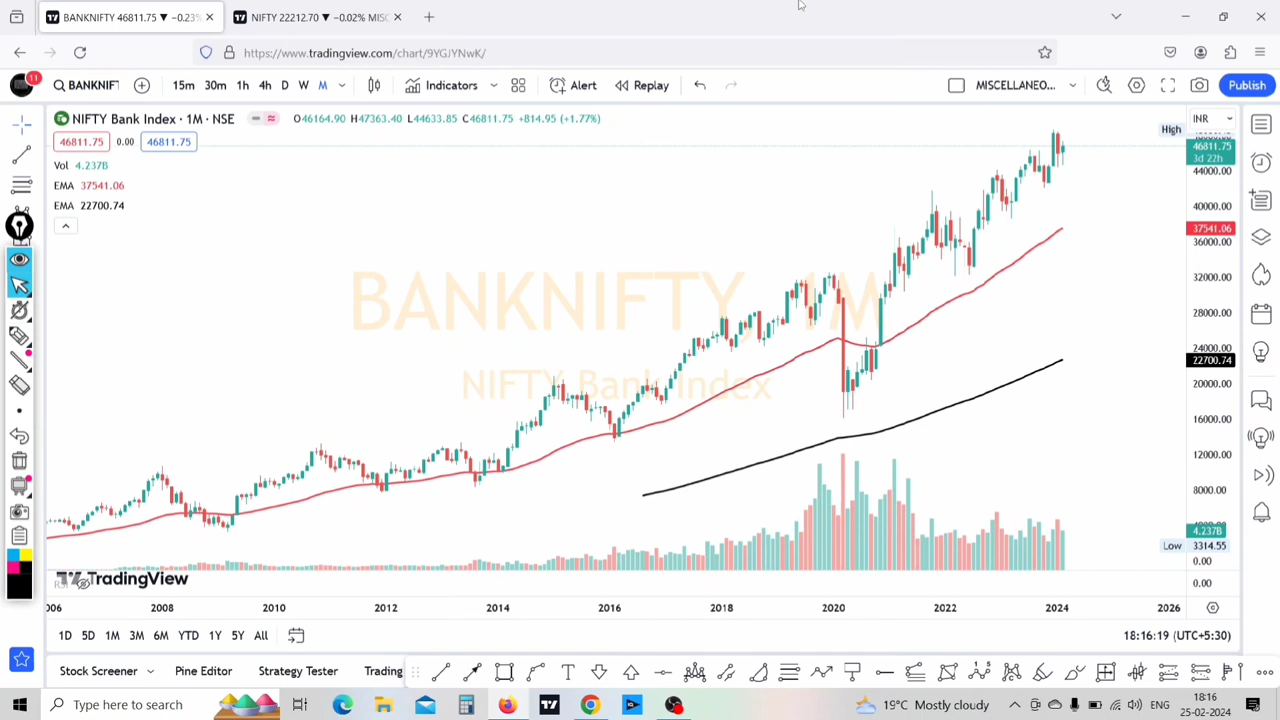 BANKNIFTY 46811.75 ▼ −0.23%
NIFTY 22212.70 ▼ −0.02% MISC
https://www.tradingview.com/chart/9YGJYNwK/
11
BANKNIFT
15m 30m 1h 4h D W M
Indicators
Alert
Replay
MISCELLANEO...
Publish
NIFTY Bank Index · 1M · NSE
O46164.90 H47363.40 L44633.85 C46811.75 +814.95 (+1.77%)
INR
46811.75 0.00 46811.75
Vol 4.237B
EMA 37541.06
EMA 22700.74
High
46811.75
3d 22h
44000.00
40000.00
37541.06
36000.00
32000.00
28000.00
24000.00
22700.74
20000.00
16000.00
12000.00
8000.00
4.237B
Low 3314.55
0.00
0.00
BANKNIFTY, 1M
NIFTY Bank Index
TradingView
006 2008 2010 2012 2014 2016 2018 2020 2022 2024 2026
1D 5D 1M 3M 6M YTD 1Y 5Y All
18:16:19 (UTC+5:30)
Stock Screener Pine Editor Strategy Tester Trading
Type here to search
19°C Mostly cloudy
ENG
18:16
25-02-2024